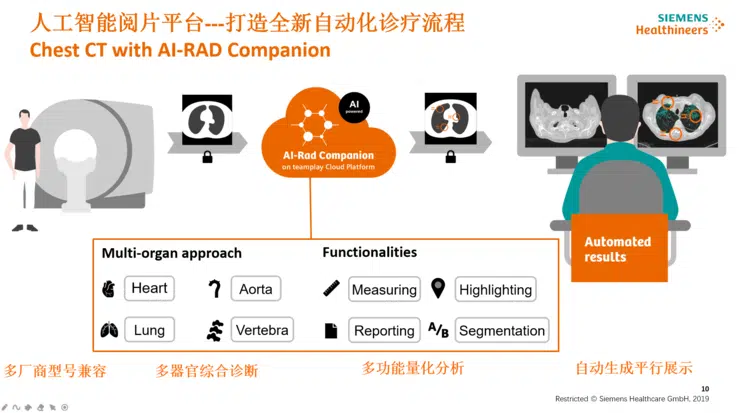 人工智能阅片平台---打造全新自动化诊疗流程
SIEMENS
Healthineers
Chest CT with AI-RAD Companion
AI
powered
AI-Rad Companion
on teamplay Cloud Platform
Automated
results
Multi-organ approach
Functionalities
Heart
Aorta
Measuring
Highlighting
Lung
Vertebra
Reporting
A/B
Segmentation
多厂商型号兼容
多器官综合诊断
多功能量化分析
自动生成平行展示
10
Restricted © Siemens Healthcare GmbH, 2019